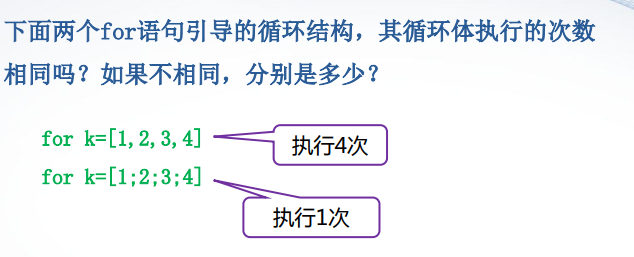 下面两个for语句引导的循环结构，其循环体执行的次数
相同吗？如果不相同，分别是多少？
for k=[1,2,3,4]
执行4次
for k=[1;2;3;4]
执行1次